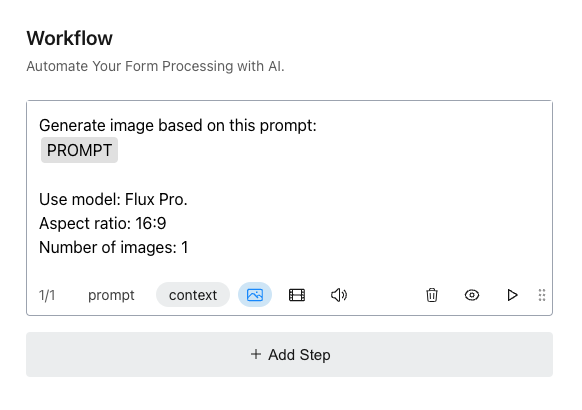 Workflow
Automate Your Form Processing with AI.
Generate image based on this prompt:
PROMPT
Use model: Flux Pro.
Aspect ratio: 16:9
Number of images: 1
1/1 prompt context
+ Add Step